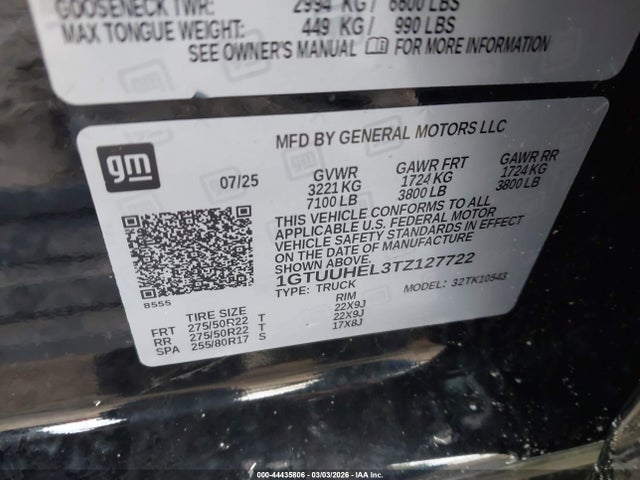 GOOSENECK TWR: 2994 KG/ 6600 LBS
MAX TONGUE WEIGHT: 449 KG/ 990 LBS
SEE OWNER'S MANUAL FOR MORE INFORMATION
MFD BY GENERAL MOTORS LLC
gm
07/25
GVWR GAWR FRT GAWR RR
3221 KG 1724 KG 1724 KG
7100 LB 3800 LB 3800 LB
THIS VEHICLE CONFORMS TO ALL
APPLICABLE U.S. FEDERAL MOTOR
VEHICLE SAFETY STANDARDS IN EFFECT
ON THE DATE OF MANUFACTURE
SHOWN ABOVE.
1GTUUHEL3TZ127722
TYPE: TRUCK MODEL: 32TK10543
8555
TIRE SIZE RIM
FRT 275/50R22 T 22X9J
RR 275/50R22 T 22X9J
SPA 255/80R17 S 17X8J
000-44435806 - 03/03/2026 - IAA Inc.